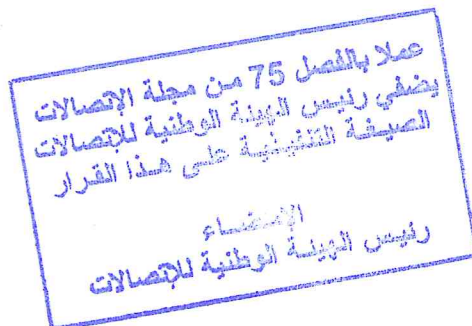 عملا بالفصل 75 من مجلة الإتصالات
يضفي رئيس الهيئة الوطنية للإتصالات
الصيغة التنفيذية على هذا القرار
الإمضاء
رئيس الهيئة الوطنية للإتصالات